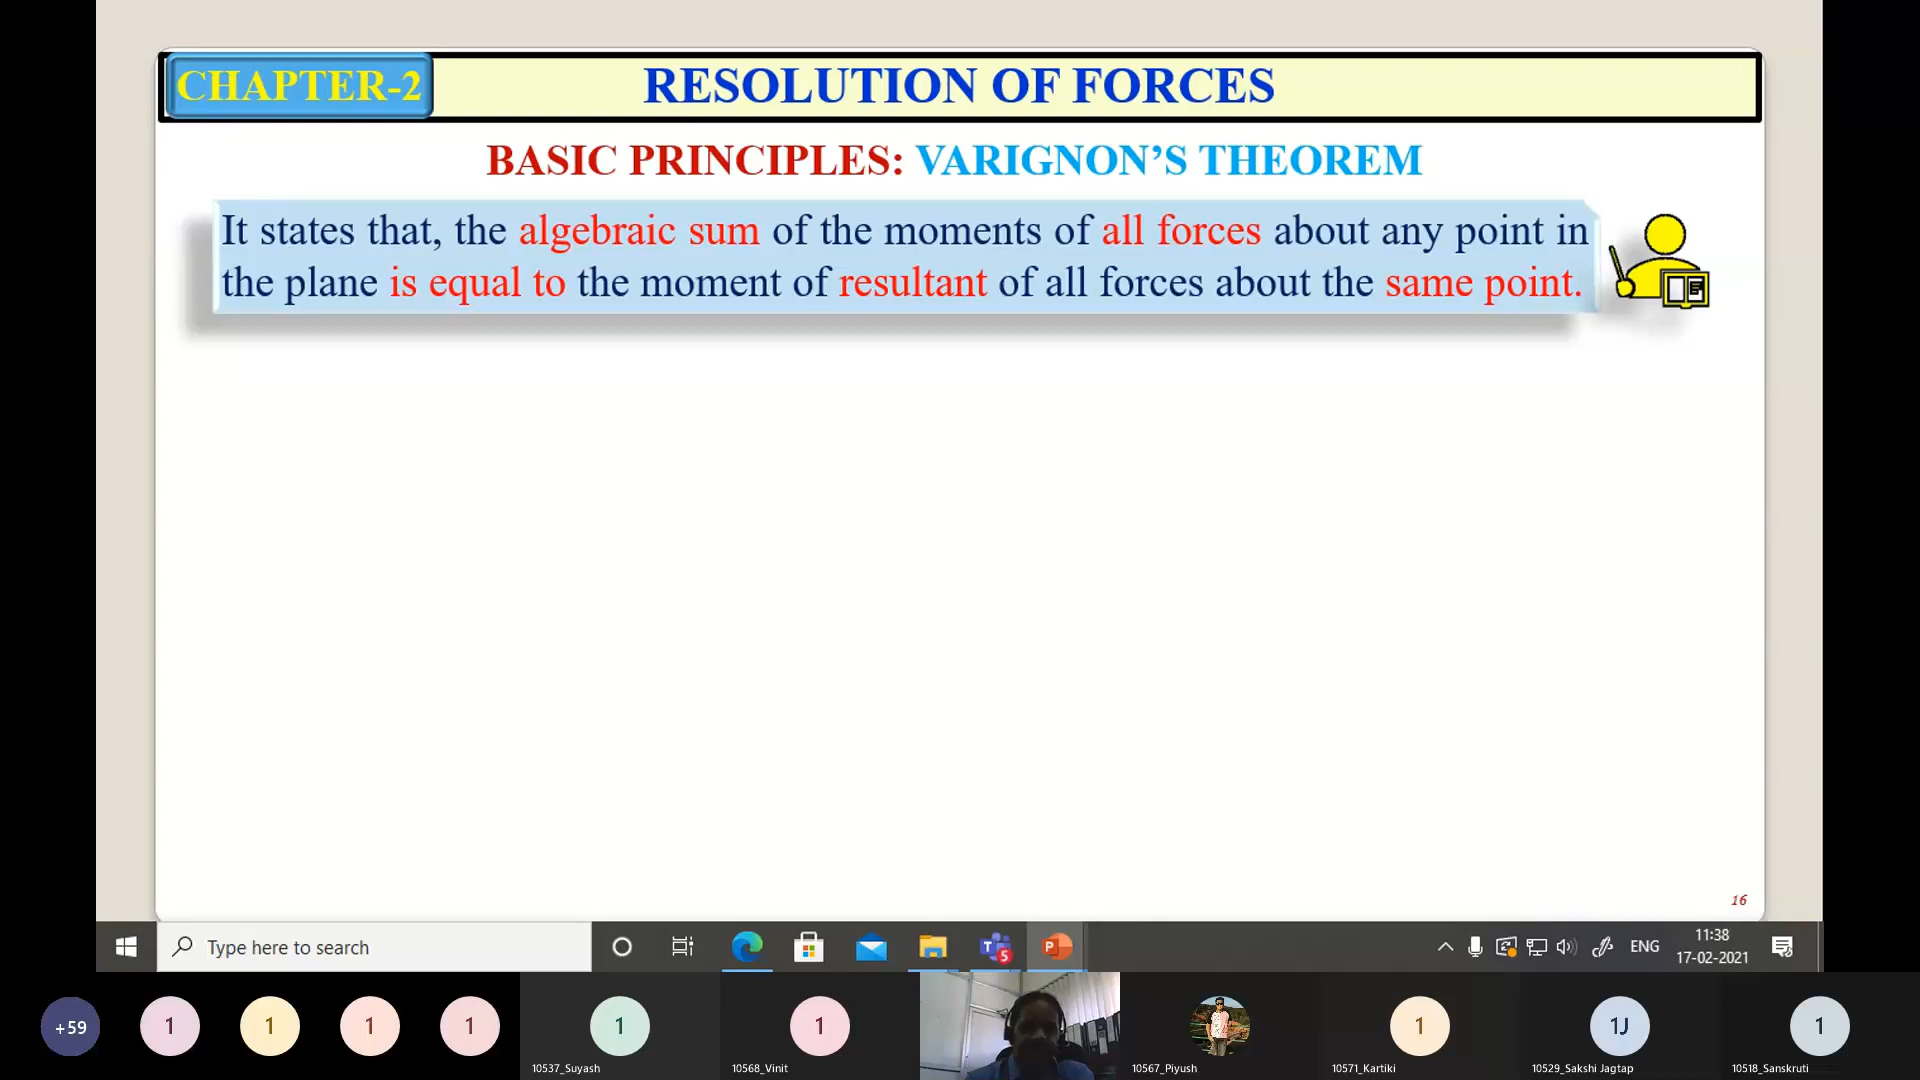 CHAPTER-2
RESOLUTION OF FORCES
BASIC PRINCIPLES: VARIGNON’S THEOREM
It states that, the algebraic sum of the moments of all forces about any point in
the plane is equal to the moment of resultant of all forces about the same point.
16
Type here to search
5
P
ENG
11:38
17-02-2021
+59
1
1
1
1
1
1
1
1J
1
10537_Suyash
10568_Vinit
10567_Piyush
10571_Kartiki
10529_Sakshi Jagtap
10518_Sanskruti